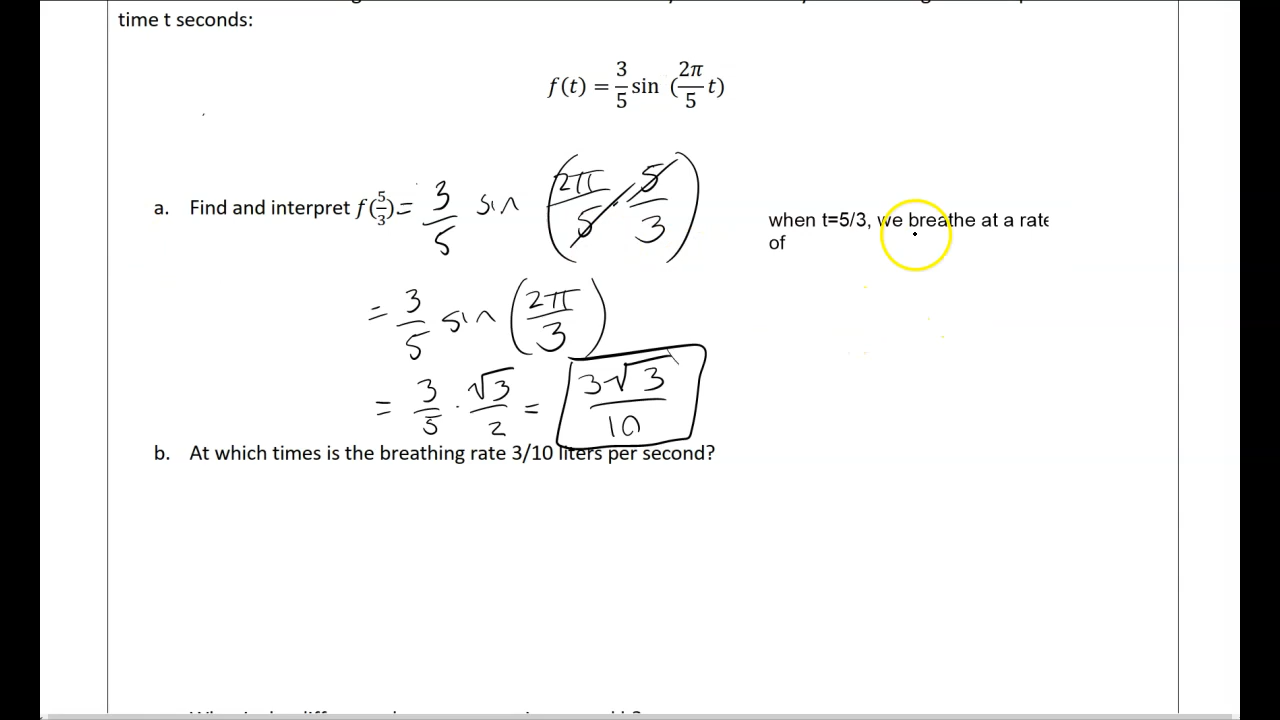 time t seconds:
f(t) = 3/5 sin (2π/5 t)
a. Find and interpret f(5/3) = 3/5 sin (2π/5 · 5/3)
when t=5/3, we breathe at a rate
of
= 3/5 sin (2π/3)
= 3/5 · √3/2 = 3√3/10
b. At which times is the breathing rate 3/10 liters per second?